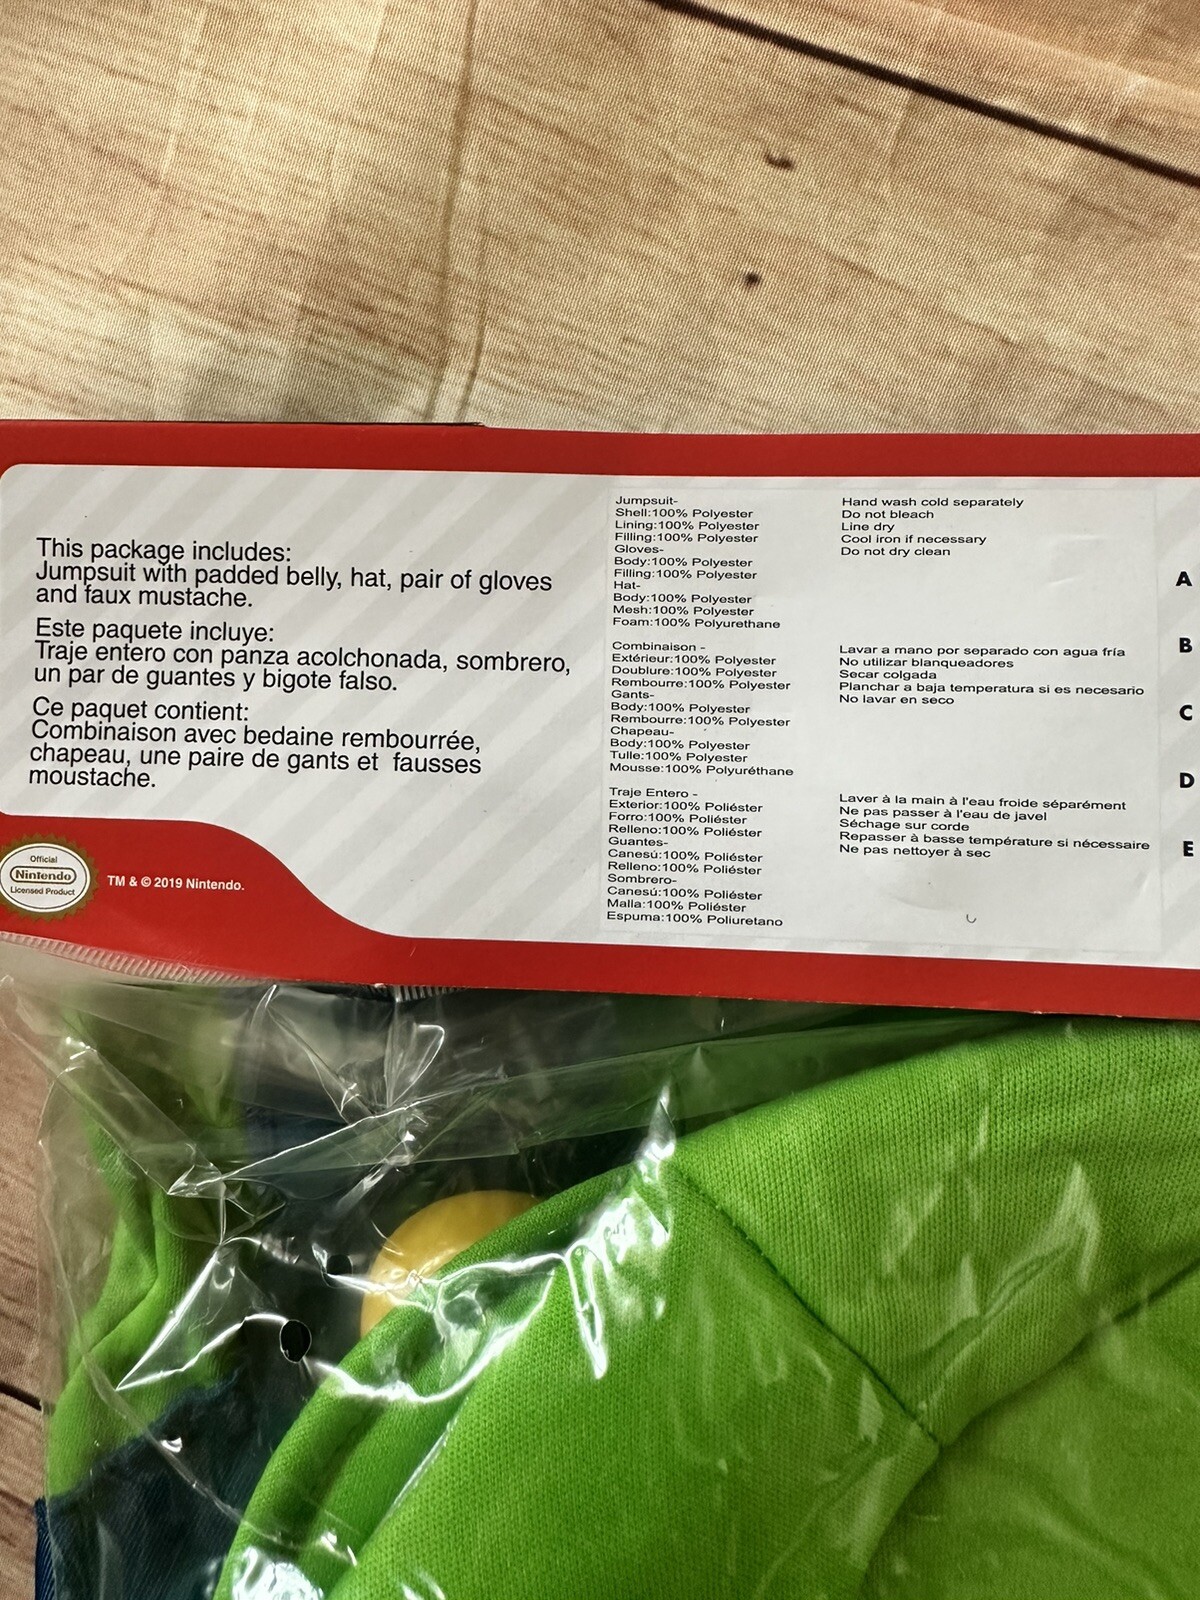 This package includes:
Jumpsuit with padded belly, hat, pair of gloves
and faux mustache.
Este paquete incluye:
Traje entero con panza acolchonada, sombrero,
un par de guantes y bigote falso.
Ce paquet contient:
Combinaison avec bedaine rembourrée,
chapeau, une paire de gants et fausses
moustache.
Official
Nintendo
Licensed Product
TM & © 2019 Nintendo.
Jumpsuit-
Shell:100% Polyester
Lining:100% Polyester
Filling:100% Polyester
Gloves-
Body:100% Polyester
Filling:100% Polyester
Hat-
Body:100% Polyester
Mesh:100% Polyester
Foam:100% Polyurethane
Combinaison -
Extérieur:100% Polyester
Doublure:100% Polyester
Rembourre:100% Polyester
Gants-
Body:100% Polyester
Rembourre:100% Polyester
Chapeau-
Body:100% Polyester
Tulle:100% Polyester
Mousse:100% Polyuréthane
Traje Entero -
Exterior:100% Poliéster
Forro:100% Poliéster
Relleno:100% Poliéster
Guantes-
Canesú:100% Poliéster
Relleno:100% Poliéster
Sombrero-
Canesú:100% Poliéster
Malla:100% Poliéster
Espuma:100% Poliuretano
Hand wash cold separately
Do not bleach
Line dry
Cool iron if necessary
Do not dry clean
Lavar a mano por separado con agua fría
No utilizar blanqueadores
Secar colgada
Planchar a baja temperatura si es necesario
No lavar en seco
Laver à la main à l'eau froide séparément
Ne pas passer à l'eau de javel
Séchage sur corde
Repasser à basse température si nécessaire
Ne pas nettoyer à sec
A
B
C
D
E